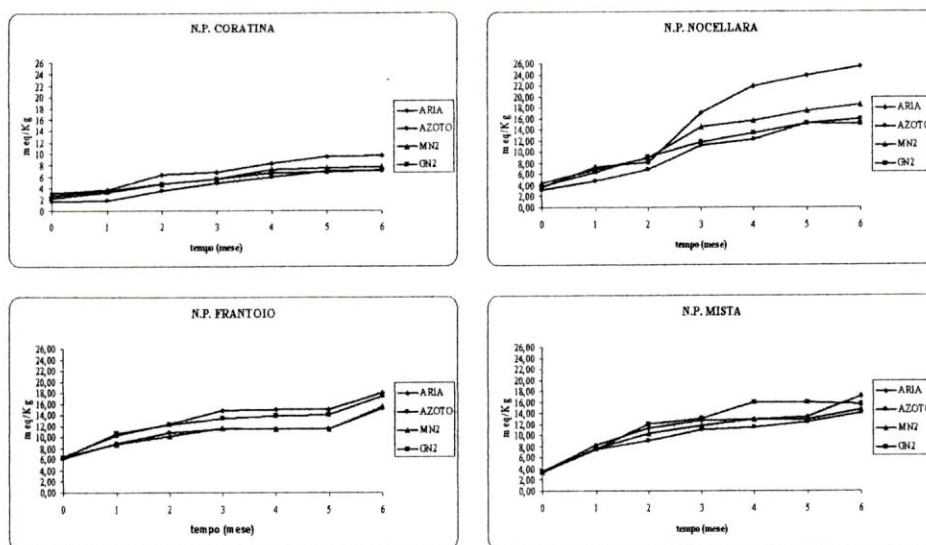 N.P. CORATINA
26
24
22
20
18
16
14
12
10
8
6
4
2
0
meq/Kg
0 1 2 3 4 5 6
tempo (mese)
ARIA
AZOTO
MN2
GN2
N.P. NOCELLARA
26,00
24,00
22,00
20,00
18,00
16,00
14,00
12,00
10,00
8,00
6,00
4,00
2,00
0,00
meq/Kg
0 1 2 3 4 5 6
tempo (mese)
ARIA
AZOTO
MN2
GN2
N.P. FRANTOIO
26,00
24,00
22,00
20,00
18,00
16,00
14,00
12,00
10,00
8,00
6,00
4,00
2,00
0,00
meq/Kg
0 1 2 3 4 5 6
tempo (mese)
ARIA
AZOTO
MN2
GN2
N.P. MISTA
26,00
24,00
22,00
20,00
18,00
16,00
14,00
12,00
10,00
8,00
6,00
4,00
2,00
0,00
meq/Kg
0 1 2 3 4 5 6
tempo (mese)
ARIA
AZOTO
MN2
GN2